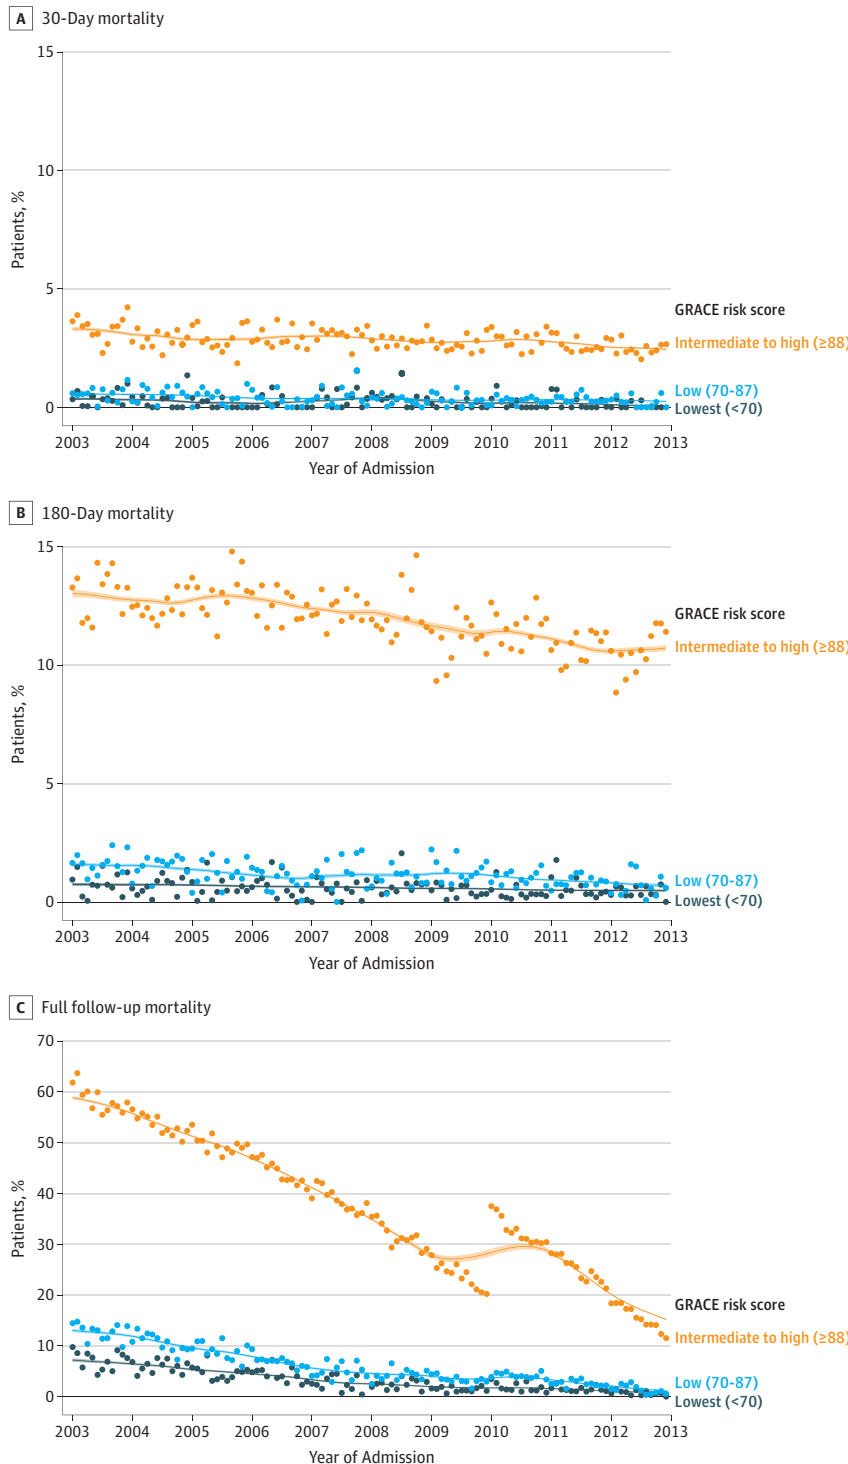 A 30-Day mortality
15
10
5
0
Patients, %
GRACE risk score
Intermediate to high (≥88)
Low (70-87)
Lowest (<70)
2003 2004 2005 2006 2007 2008 2009 2010 2011 2012 2013
Year of Admission
B 180-Day mortality
15
10
5
0
Patients, %
GRACE risk score
Intermediate to high (≥88)
Low (70-87)
Lowest (<70)
2003 2004 2005 2006 2007 2008 2009 2010 2011 2012 2013
Year of Admission
C Full follow-up mortality
70
60
50
40
30
20
10
0
Patients, %
GRACE risk score
Intermediate to high (≥88)
Low (70-87)
Lowest (<70)
2003 2004 2005 2006 2007 2008 2009 2010 2011 2012 2013
Year of Admission